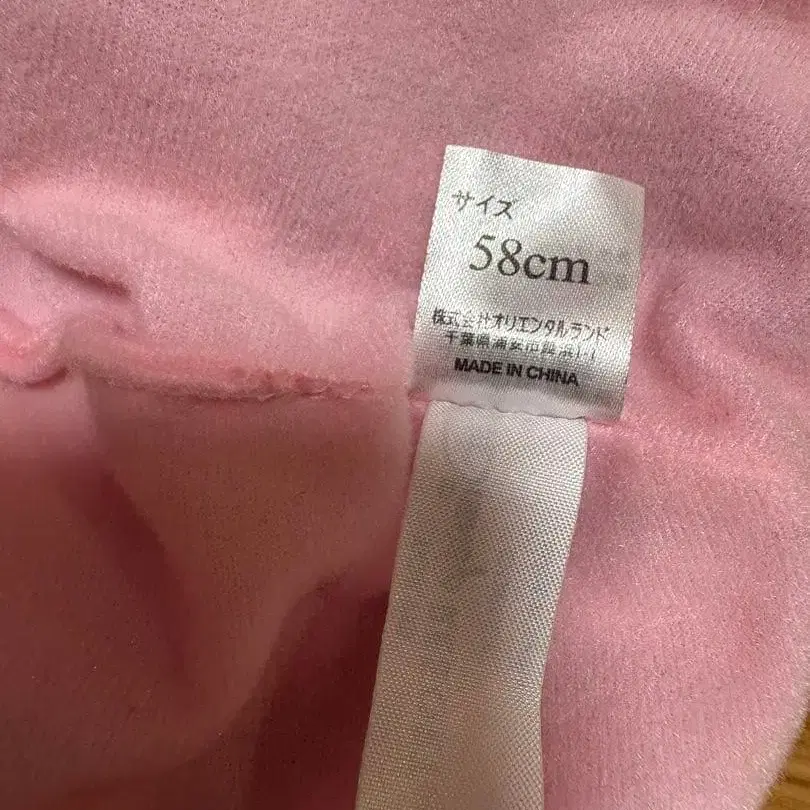 サイズ
58cm
株式会社オリエンタルランド
千葉県浦安市舞浜1-1
MADE IN CHINA